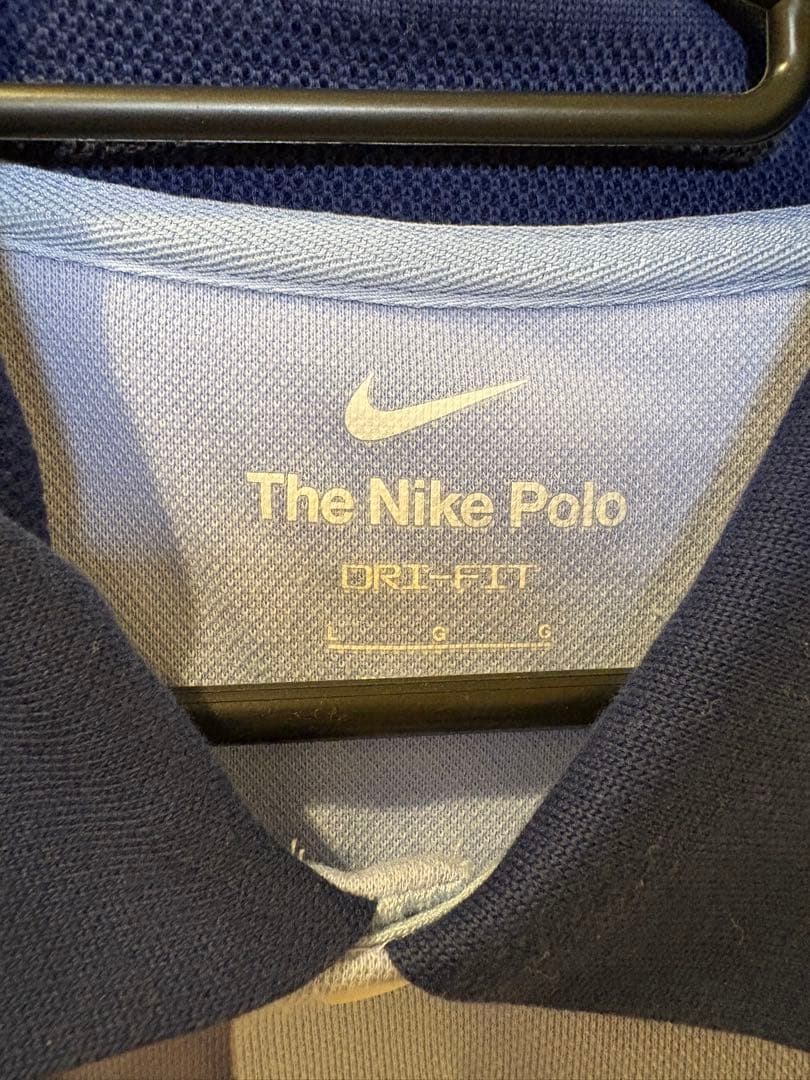 The Nike Polo
DRI-FIT
L G G